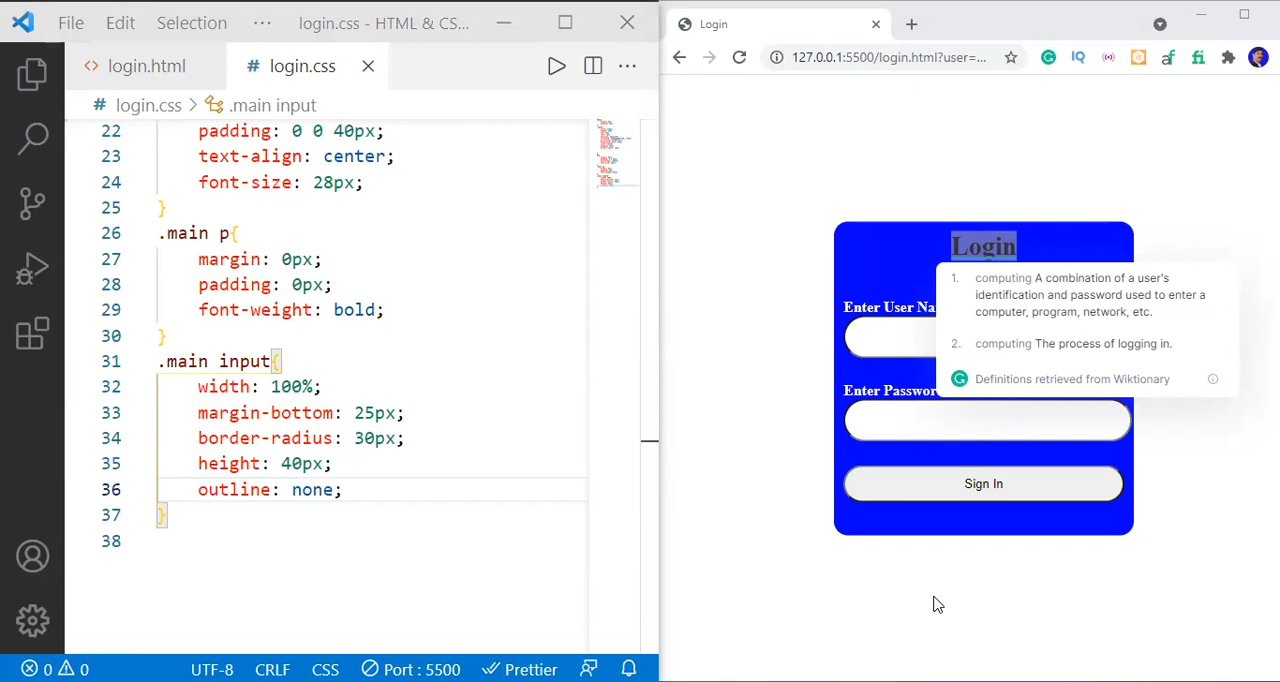 File Edit Selection ··· login.css - HTML & CS...
login.html # login.css
# login.css > .main input
22 padding: 0 0 40px;
23 text-align: center;
24 font-size: 28px;
25 }
26 .main p{
27 margin: 0px;
28 padding: 0px;
29 font-weight: bold;
30 }
31 .main input{
32 width: 100%;
33 margin-bottom: 25px;
34 border-radius: 30px;
35 height: 40px;
36 outline: none;
37 }
38
0 0 UTF-8 CRLF CSS Port : 5500 Prettier
Login
127.0.0.1:5500/login.html?user=...
IQ af fi
Login
1. computing A combination of a user's
identification and password used to enter a
computer, program, network, etc.
2. computing The process of logging in.
Definitions retrieved from Wiktionary
Enter User Na
Enter Passwor
Sign In